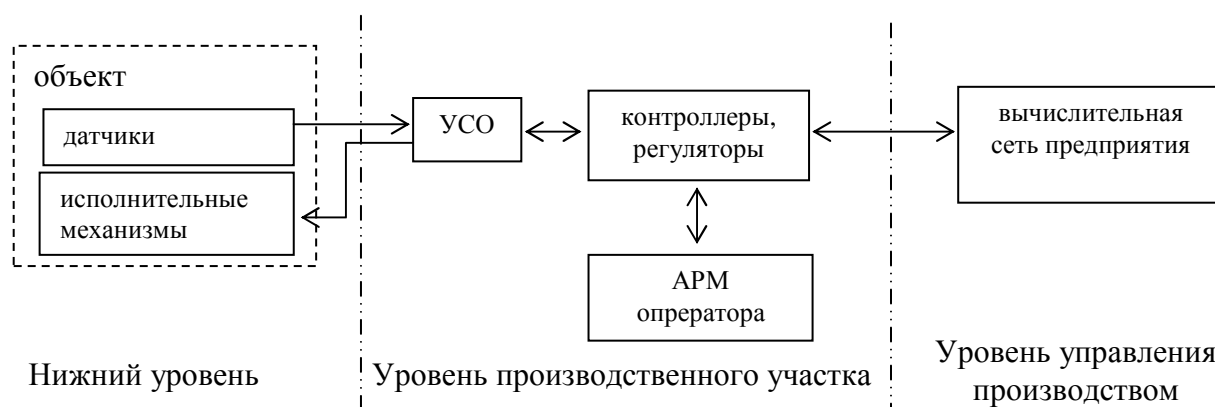 объект
датчики
исполнительные
механизмы
УСО
контроллеры,
регуляторы
АРМ
опрератора
вычислительная
сеть предприятия
Нижний уровень
Уровень производственного участка
Уровень управления
производством